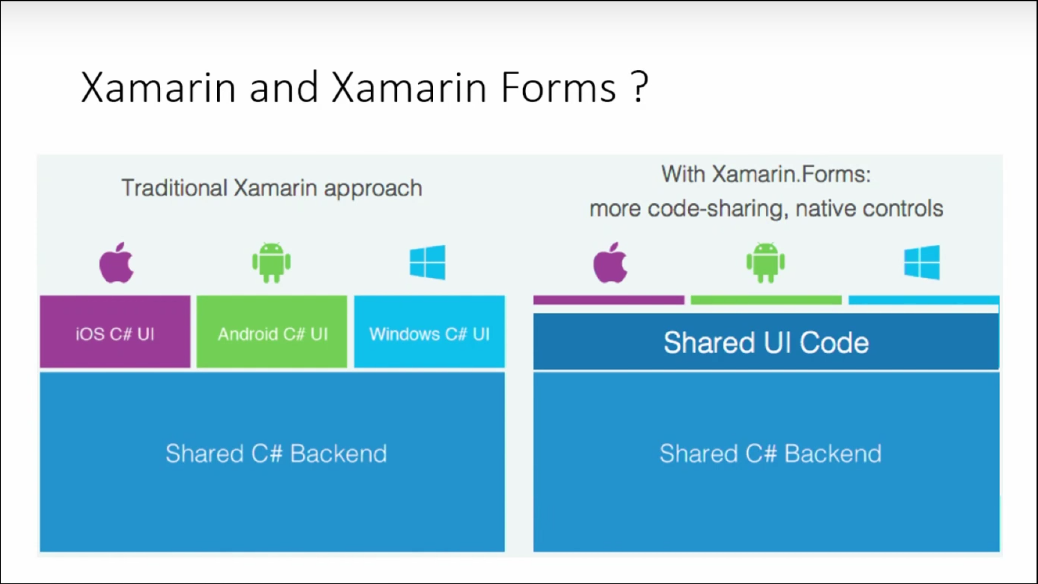 Xamarin and Xamarin Forms ?
Traditional Xamarin approach
iOS C# UI
Android C# UI
Windows C# UI
Shared C# Backend
With Xamarin.Forms:
more code-sharing, native controls
Shared UI Code
Shared C# Backend